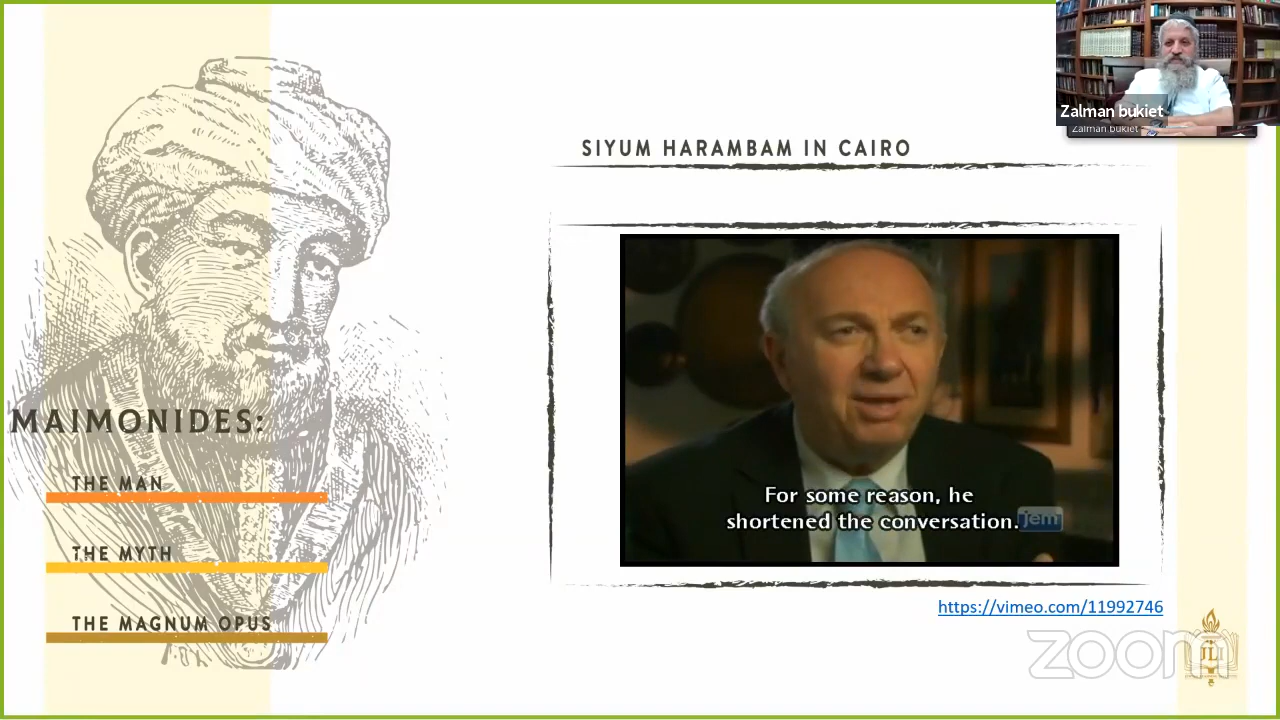 Zalman bukiet
Zalman bukiet
SIYUM HARAMBAM IN CAIRO
MAIMONIDES:
THE MAN
THE MYTH
THE MAGNUM OPUS
For some reason, he
shortened the conversation.
jem
https://vimeo.com/11992746
zoom
JLI